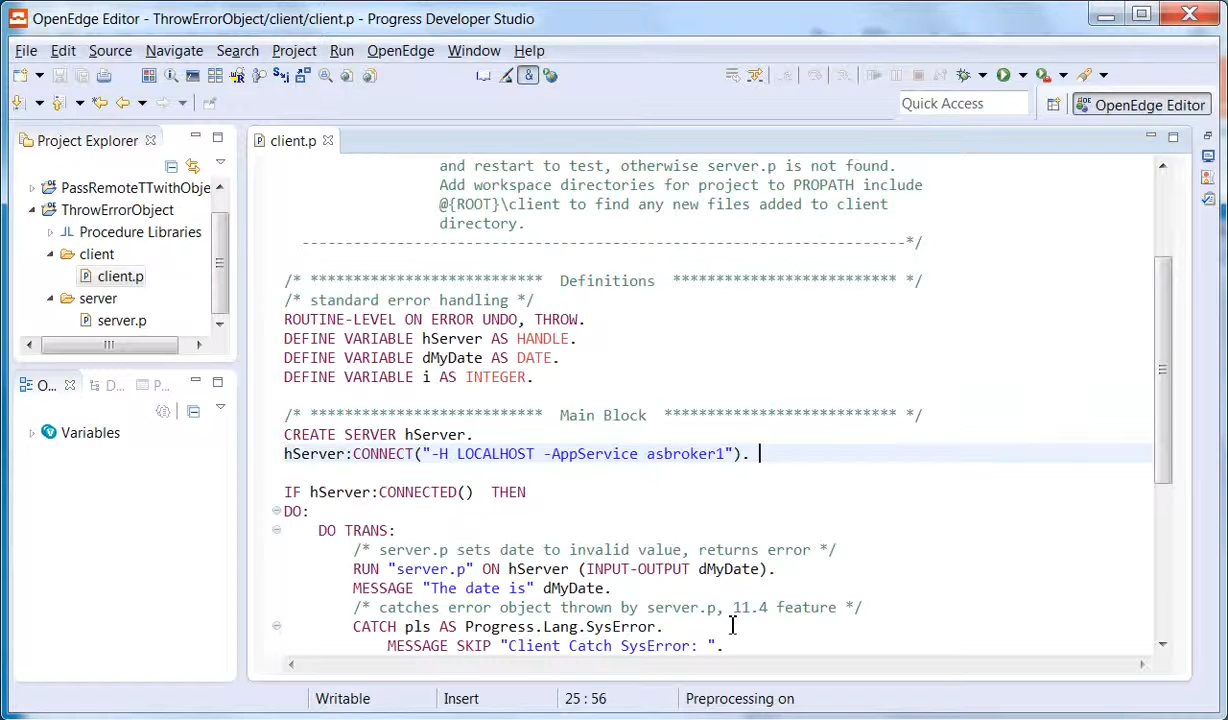 OpenEdge Editor - ThrowErrorObject/client/client.p - Progress Developer Studio
File Edit Source Navigate Search Project Run OpenEdge Window Help
Quick Access
OpenEdge Editor
Project Explorer
PassRemoteTTwithObje
ThrowErrorObject
Procedure Libraries
client
client.p
server
server.p
O...
D...
P...
Variables
client.p
and restart to test, otherwise server.p is not found.
Add workspace directories for project to PROPATH include
@{ROOT}\client to find any new files added to client
directory.
----------------------------------------------------------------------*/
/* *************************** Definitions ************************** */
/* standard error handling */
ROUTINE-LEVEL ON ERROR UNDO, THROW.
DEFINE VARIABLE hServer AS HANDLE.
DEFINE VARIABLE dMyDate AS DATE.
DEFINE VARIABLE i AS INTEGER.
/* *************************** Main Block *************************** */
CREATE SERVER hServer.
hServer:CONNECT("-H LOCALHOST -AppService asbroker1").
IF hServer:CONNECTED() THEN
DO:
DO TRANS:
/* server.p sets date to invalid value, returns error */
RUN "server.p" ON hServer (INPUT-OUTPUT dMyDate).
MESSAGE "The date is" dMyDate.
/* catches error object thrown by server.p, 11.4 feature */
CATCH pls AS Progress.Lang.SysError.
MESSAGE SKIP "Client Catch SysError: ".
Writable
Insert
25 : 56
Preprocessing on